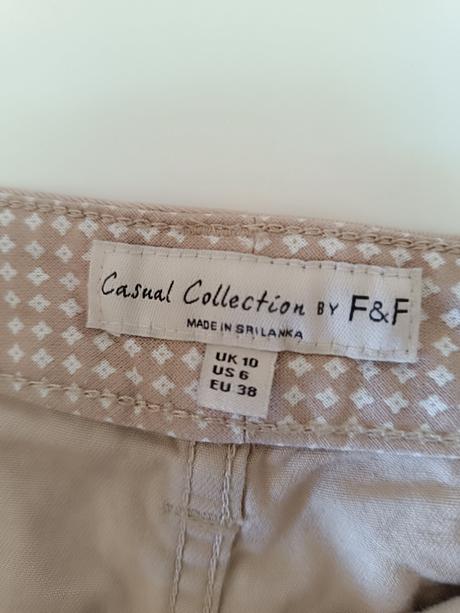 Casual Collection BY F&F
MADE IN SRI LANKA
UK 10
US 6
EU 38